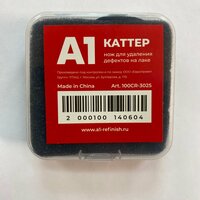 A1
КАТТЕР
нож для удаления
дефектов на лаке
Made in China
Art. 100CR-3025
2 000100 140604
www.a1-refinish.ru